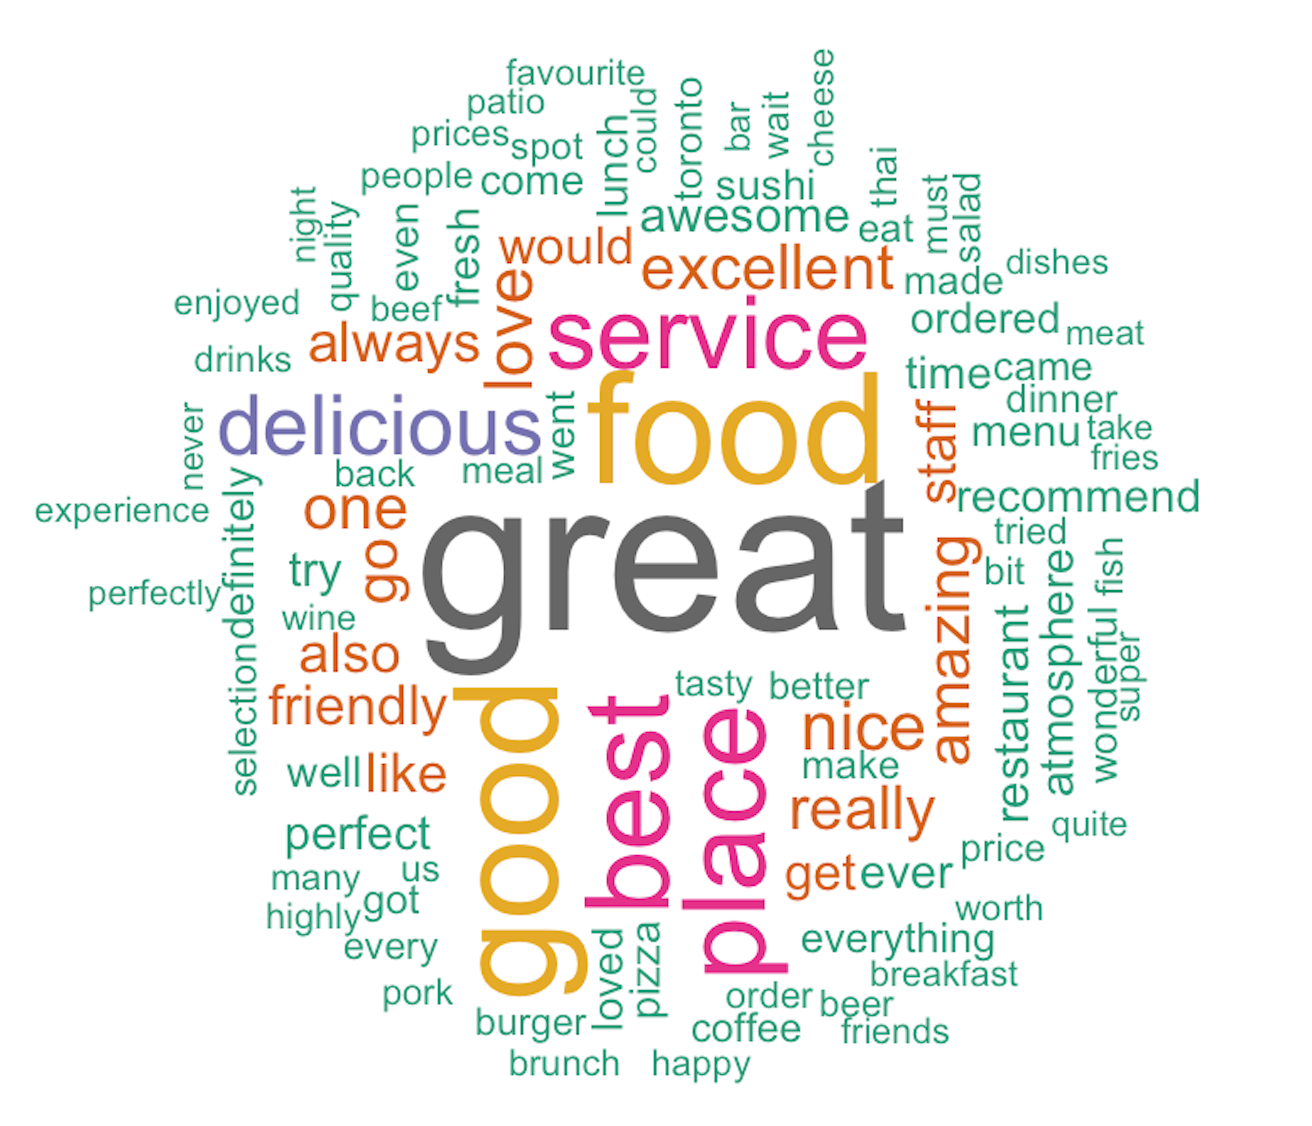 favourite
patio
prices
spot
people
come
lunch
could
toronto
bar
wait
cheese
sushi
thai
awesome
eat
must
salad
night
quality
even
fresh
would
excellent
made
dishes
enjoyed
beef
love
service
ordered
meat
drinks
always
time
came
dinner
never
delicious
went
food
staff
menu
take
fries
back
meal
experience
definitely
one
great
recommend
tried
try
go
amazing
bit
fish
perfectly
wine
restaurant
atmosphere
wonderful
super
also
selection
friendly
good
best
tasty
better
place
nice
make
well
like
really
perfect
quite
many
us
get
ever
price
highly
got
worth
every
loved
pizza
everything
breakfast
pork
order
beer
burger
coffee
friends
brunch
happy